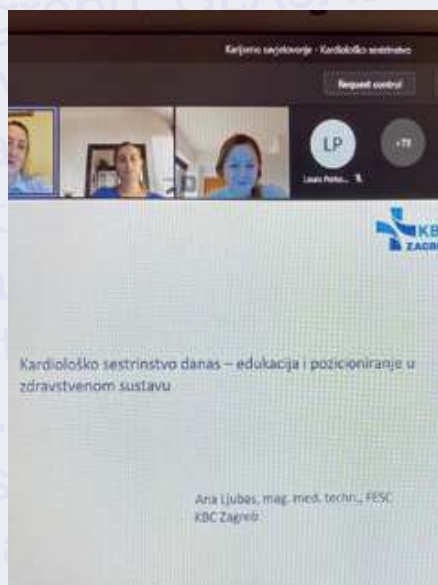 Karijerno savjetovanje - Kardiološko sestrinstvo
Request control
LP
+79
KB
ZAGR
Kardiološko sestrinstvo danas – edukacija i pozicioniranje u
zdravstvenom sustavu
Ana Ljubas, mag. med. techn., FESC
KBC Zagreb